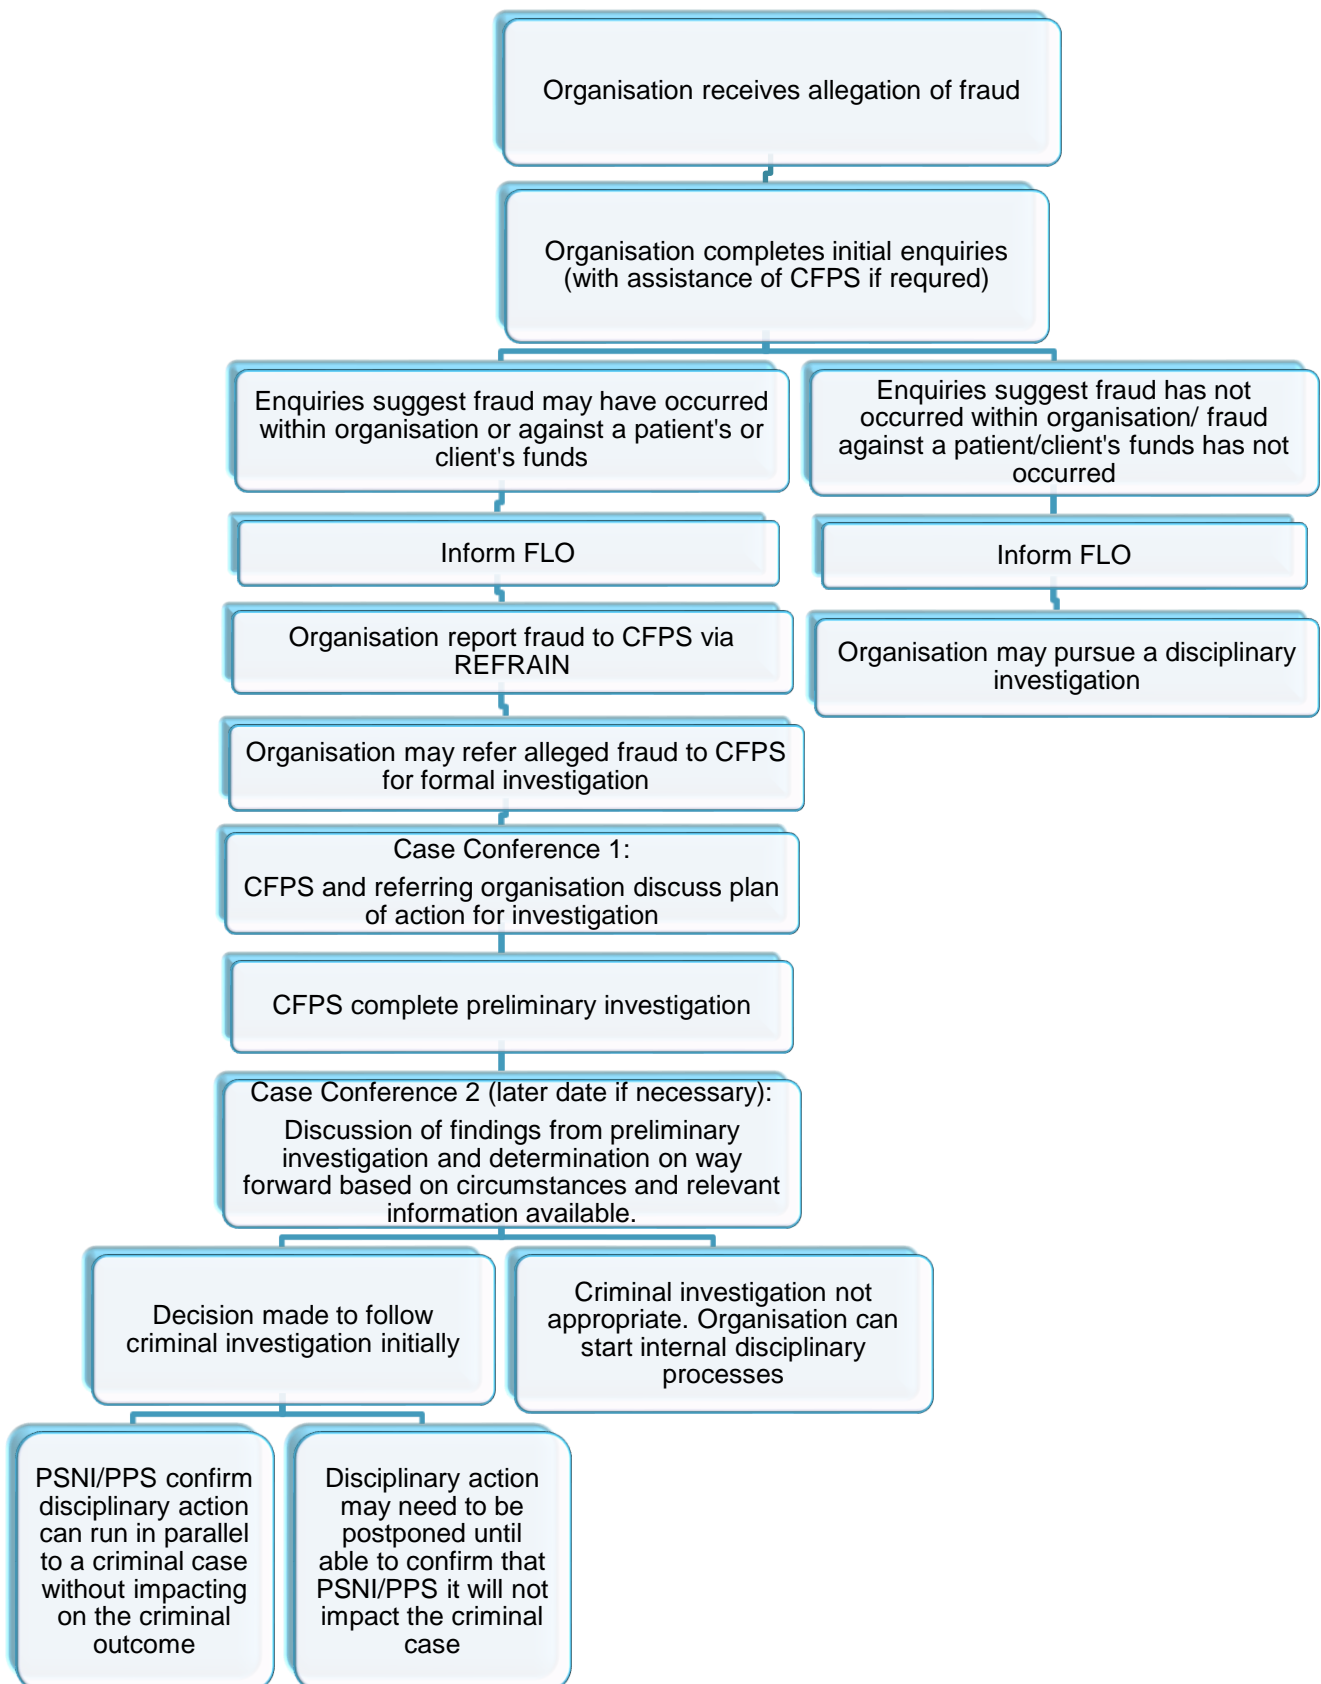 Organisation receives allegation of fraud
Organisation completes initial enquiries
(with assistance of CFPS if requred)
Enquiries suggest fraud may have occurred
within organisation or against a patient's or
client's funds
Enquiries suggest fraud has not
occurred within organisation/ fraud
against a patient/client's funds has not
occurred
Inform FLO
Inform FLO
Organisation report fraud to CFPS via
REFRAIN
Organisation may pursue a disciplinary
investigation
Organisation may refer alleged fraud to CFPS
for formal investigation
Case Conference 1:
CFPS and referring organisation discuss plan
of action for investigation
CFPS complete preliminary investigation
Case Conference 2 (later date if necessary):
Discussion of findings from preliminary
investigation and determination on way
forward based on circumstances and relevant
information available.
Decision made to follow
criminal investigation initially
Criminal investigation not
appropriate. Organisation can
start internal disciplinary
processes
PSNI/PPS confirm
disciplinary action
can run in parallel
to a criminal case
without impacting
on the criminal
outcome
Disciplinary action
may need to be
postponed until
able to confirm that
PSNI/PPS it will not
impact the criminal
case